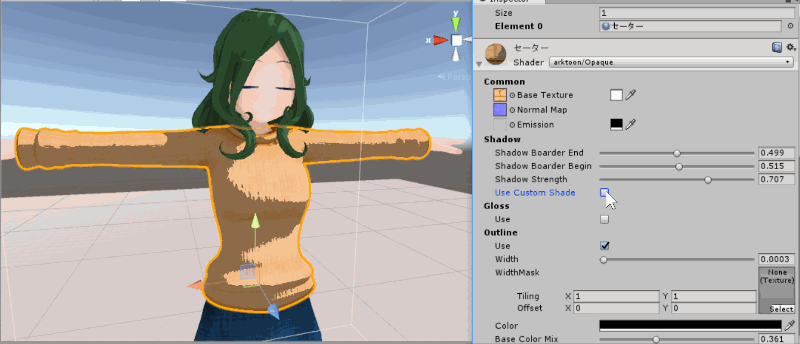 Inspector
Size 1
Element 0 セーター
セーター
Shader arktoon/Opaque
Common
Base Texture
Normal Map
Emission
Shadow
Shadow Boarder End 0.499
Shadow Boarder Begin 0.515
Shadow Strength 0.707
Use Custom Shade
Gloss
Use
Outline
Use
Width 0.0003
WidthMask None
(Texture)
Tiling X 1 Y 1
Offset X 0 Y 0
Select
Color
Base Color Mix 0.361
y
x
Persp